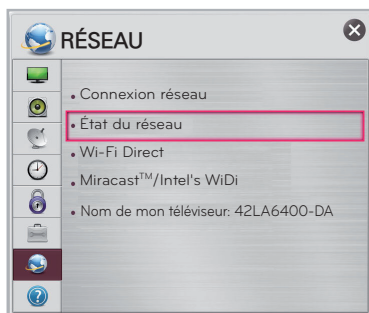 RÉSEAU
• Connexion réseau
• État du réseau
• Wi-Fi Direct
• Miracast™/Intel's WiDi
• Nom de mon téléviseur: 42LA6400-DA
?